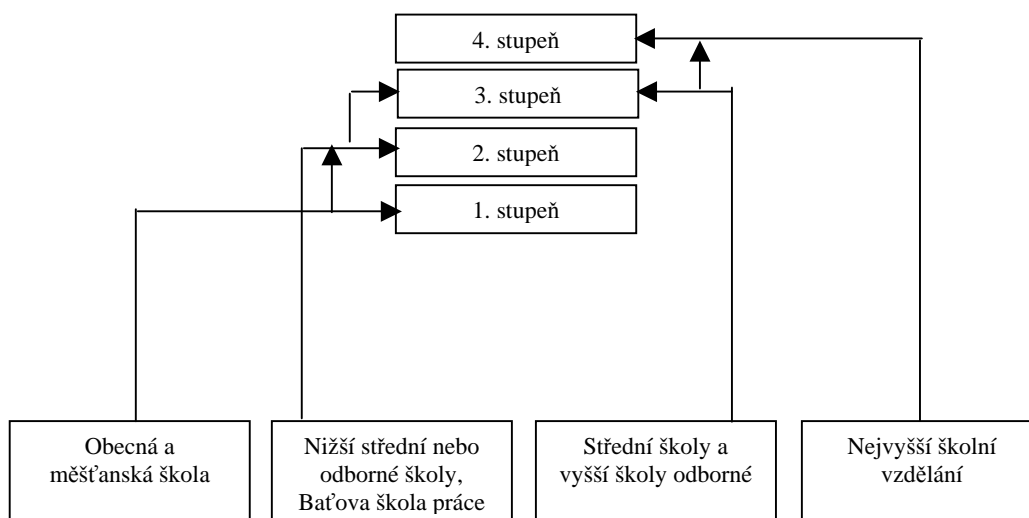 4. stupeň
3. stupeň
2. stupeň
1. stupeň
Obecná a
měšťanská škola
Nižší střední nebo
odborné školy,
Baťova škola práce
Střední školy a
vyšší školy odborné
Nejvyšší školní
vzdělání